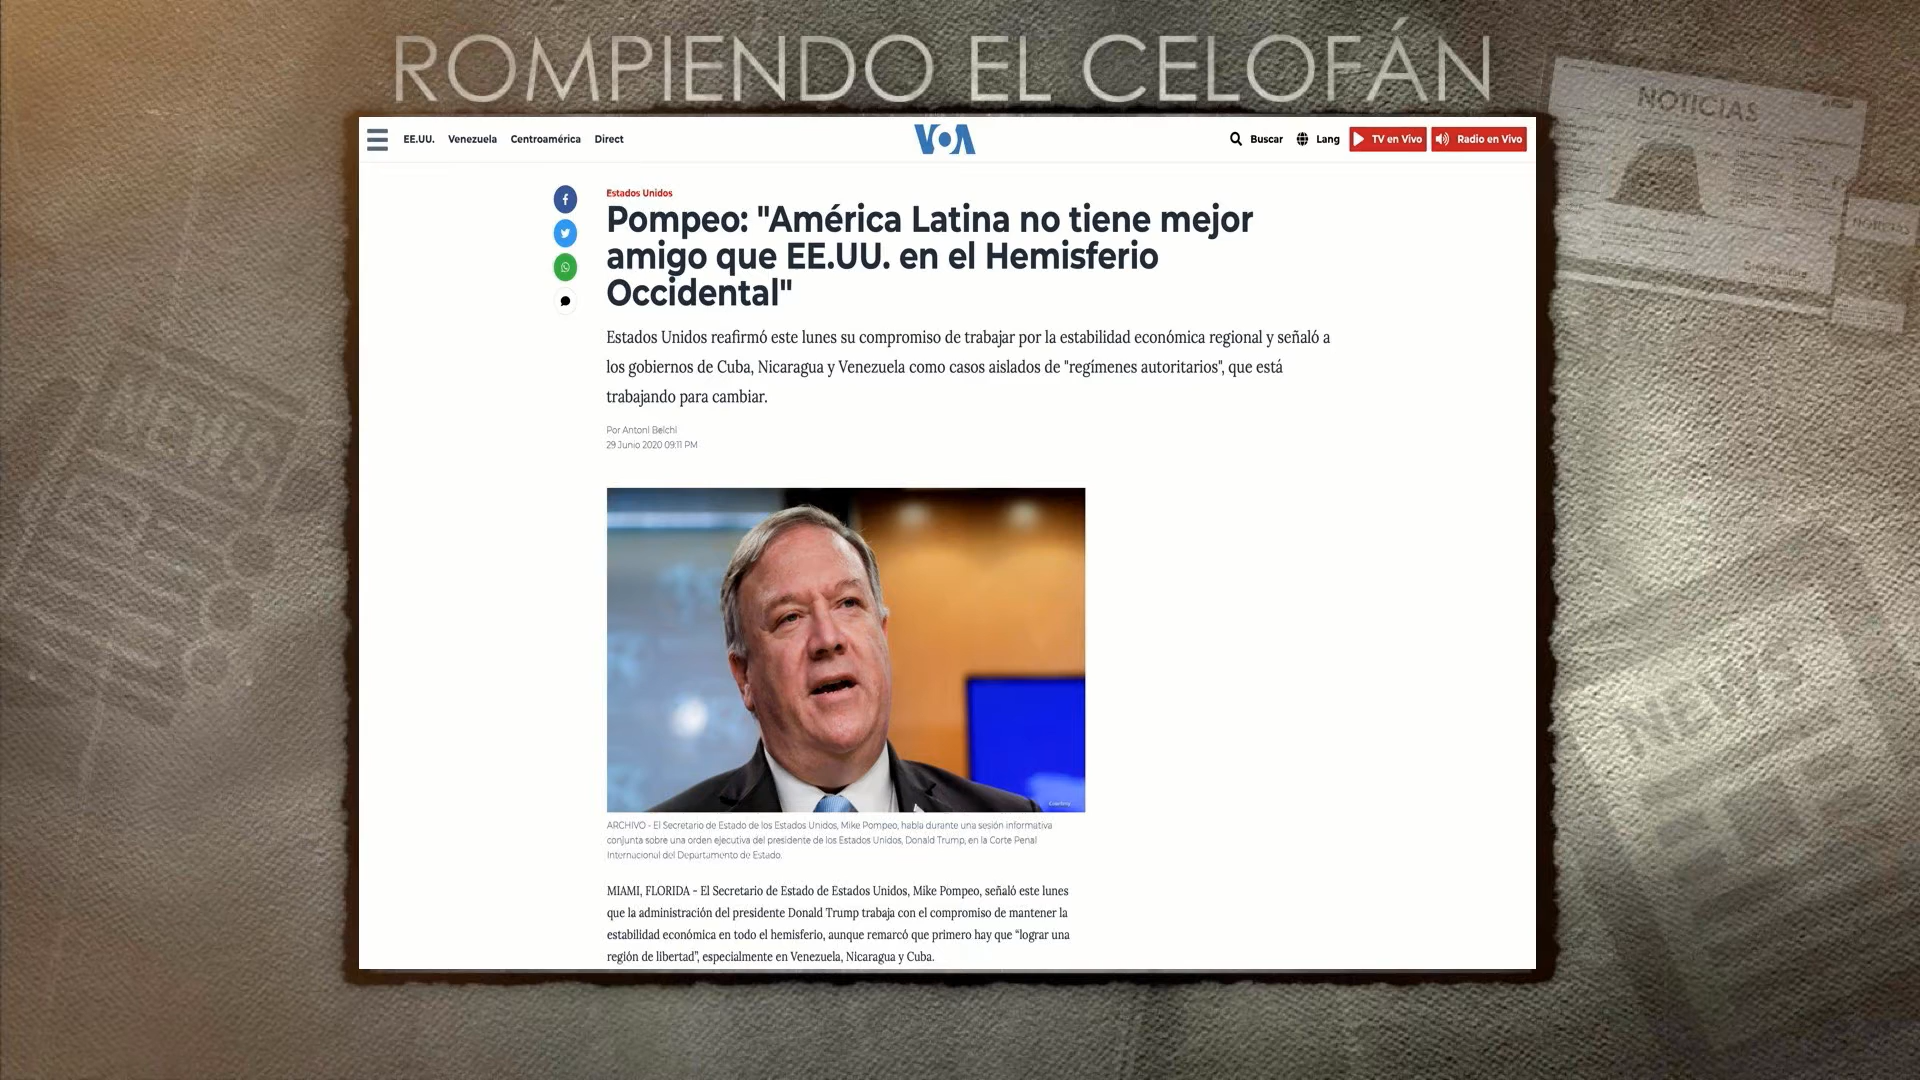 ROMPIENDO EL CELOFÁN
NOTICIAS
NOTICIAS
EE.UU. Venezuela Centroamérica Direct
VOA
Buscar Lang TV en Vivo Radio en Vivo
Estados Unidos
Pompeo: "América Latina no tiene mejor
amigo que EE.UU. en el Hemisferio
Occidental"
Estados Unidos reafirmó este lunes su compromiso de trabajar por la estabilidad económica regional y señaló a
los gobiernos de Cuba, Nicaragua y Venezuela como casos aislados de "regímenes autoritarios", que está
trabajando para cambiar.
Por Antoni Belchi
29 Junio 2020 09:11 PM
ARCHIVO - El Secretario de Estado de los Estados Unidos, Mike Pompeo, habla durante una sesión informativa
conjunta sobre una orden ejecutiva del presidente de los Estados Unidos, Donald Trump, en la Corte Penal
Internacional del Departamento de Estado.
MIAMI, FLORIDA - El Secretario de Estado de Estados Unidos, Mike Pompeo, señaló este lunes
que la administración del presidente Donald Trump trabaja con el compromiso de mantener la
estabilidad económica en todo el hemisferio, aunque remarcó que primero hay que “lograr una
región de libertad”, especialmente en Venezuela, Nicaragua y Cuba.
News